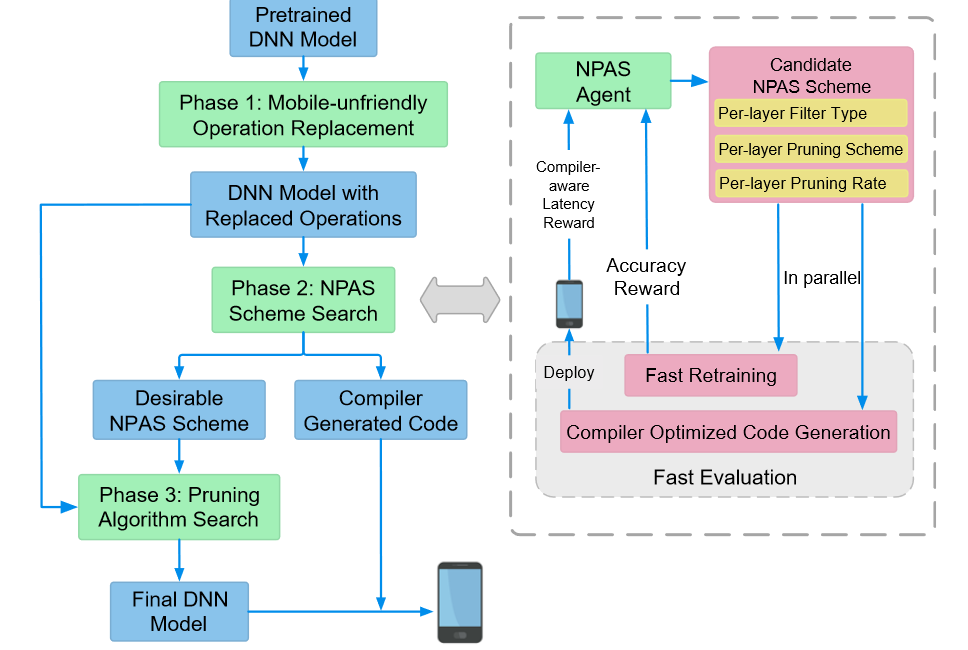 Pretrained
DNN Model
Phase 1: Mobile-unfriendly
Operation Replacement
DNN Model with
Replaced Operations
Phase 2: NPAS
Scheme Search
Desirable
NPAS Scheme
Compiler
Generated Code
Phase 3: Pruning
Algorithm Search
Final DNN
Model
NPAS
Agent
Candidate
NPAS Scheme
Per-layer Filter Type
Per-layer Pruning Scheme
Per-layer Pruning Rate
Compiler-
aware
Latency
Reward
Accuracy
Reward
In parallel
Deploy
Fast Retraining
Compiler Optimized Code Generation
Fast Evaluation